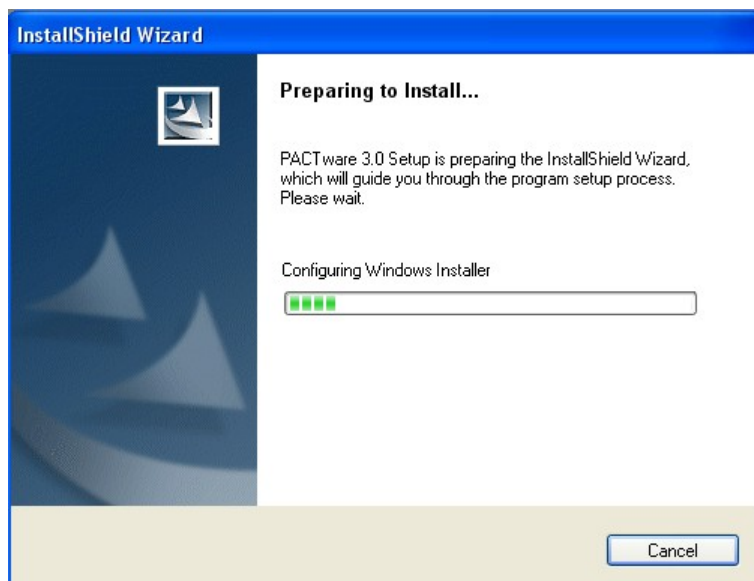 InstallShield Wizard
Preparing to Install...
PACTware 3.0 Setup is preparing the InstallShield Wizard,
which will guide you through the program setup process.
Please wait.
Configuring Windows Installer
Cancel